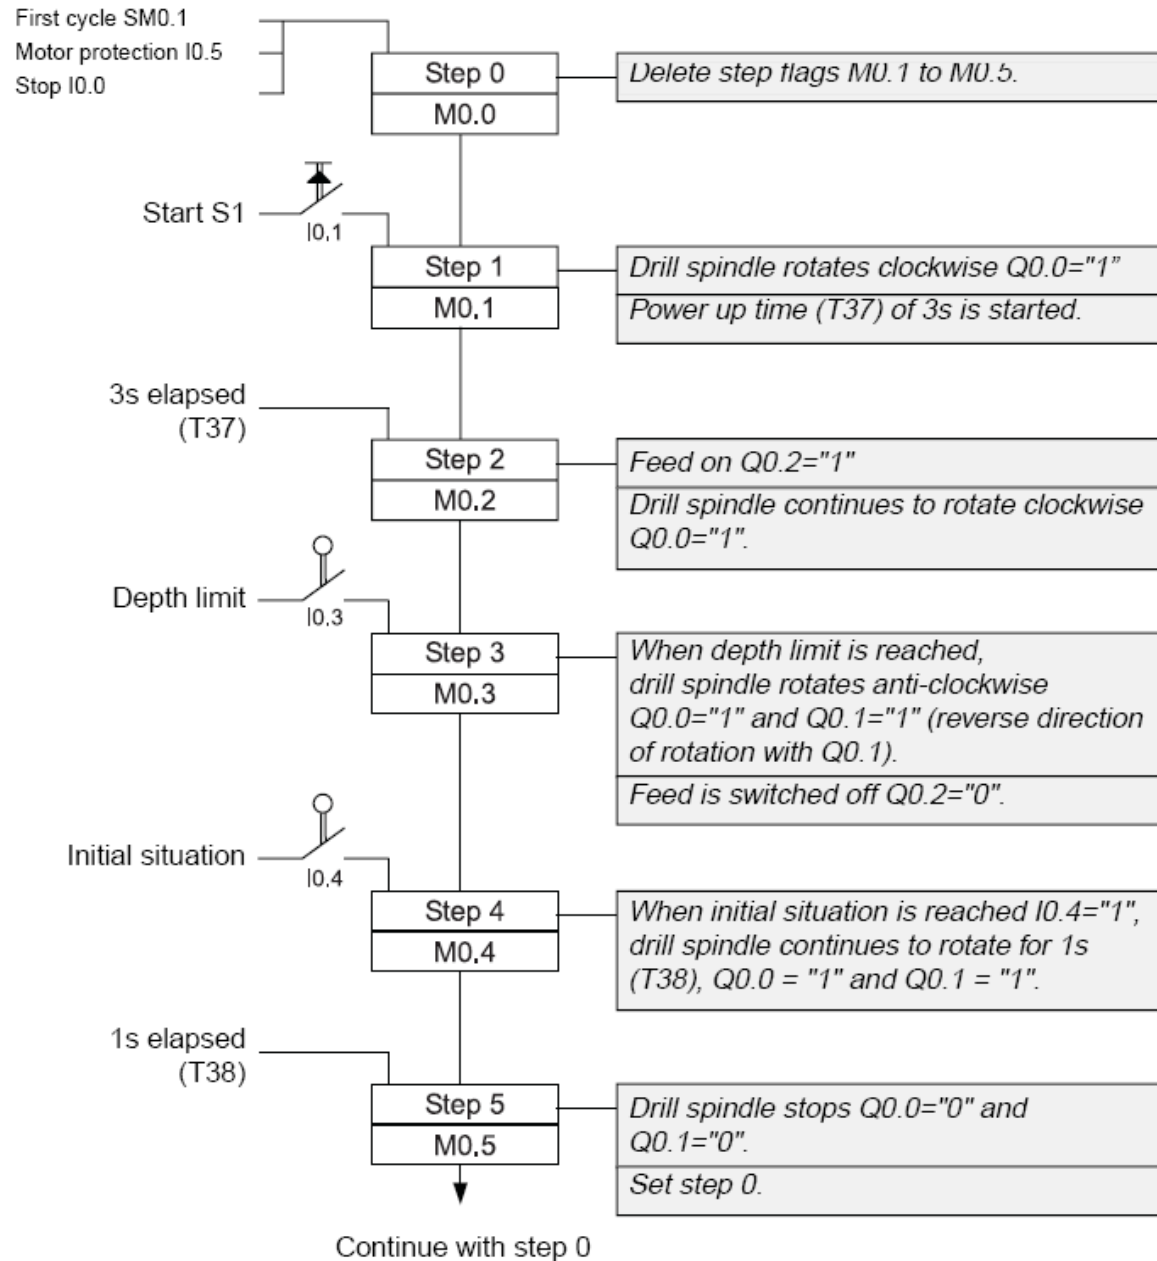 First cycle SM0.1
Motor protection I0.5
Stop I0.0
Step 0
M0.0
Delete step flags M0.1 to M0.5.
Start S1
I0.1
Step 1
M0.1
Drill spindle rotates clockwise Q0.0="1"
Power up time (T37) of 3s is started.
3s elapsed
(T37)
Step 2
M0.2
Feed on Q0.2="1"
Drill spindle continues to rotate clockwise
Q0.0="1".
Depth limit
I0.3
Step 3
M0.3
When depth limit is reached,
drill spindle rotates anti-clockwise
Q0.0="1" and Q0.1="1" (reverse direction
of rotation with Q0.1).
Feed is switched off Q0.2="0".
Initial situation
I0.4
Step 4
M0.4
When initial situation is reached I0.4="1",
drill spindle continues to rotate for 1s
(T38), Q0.0 = "1" and Q0.1 = "1".
1s elapsed
(T38)
Step 5
M0.5
Drill spindle stops Q0.0="0" and
Q0.1="0".
Set step 0.
Continue with step 0